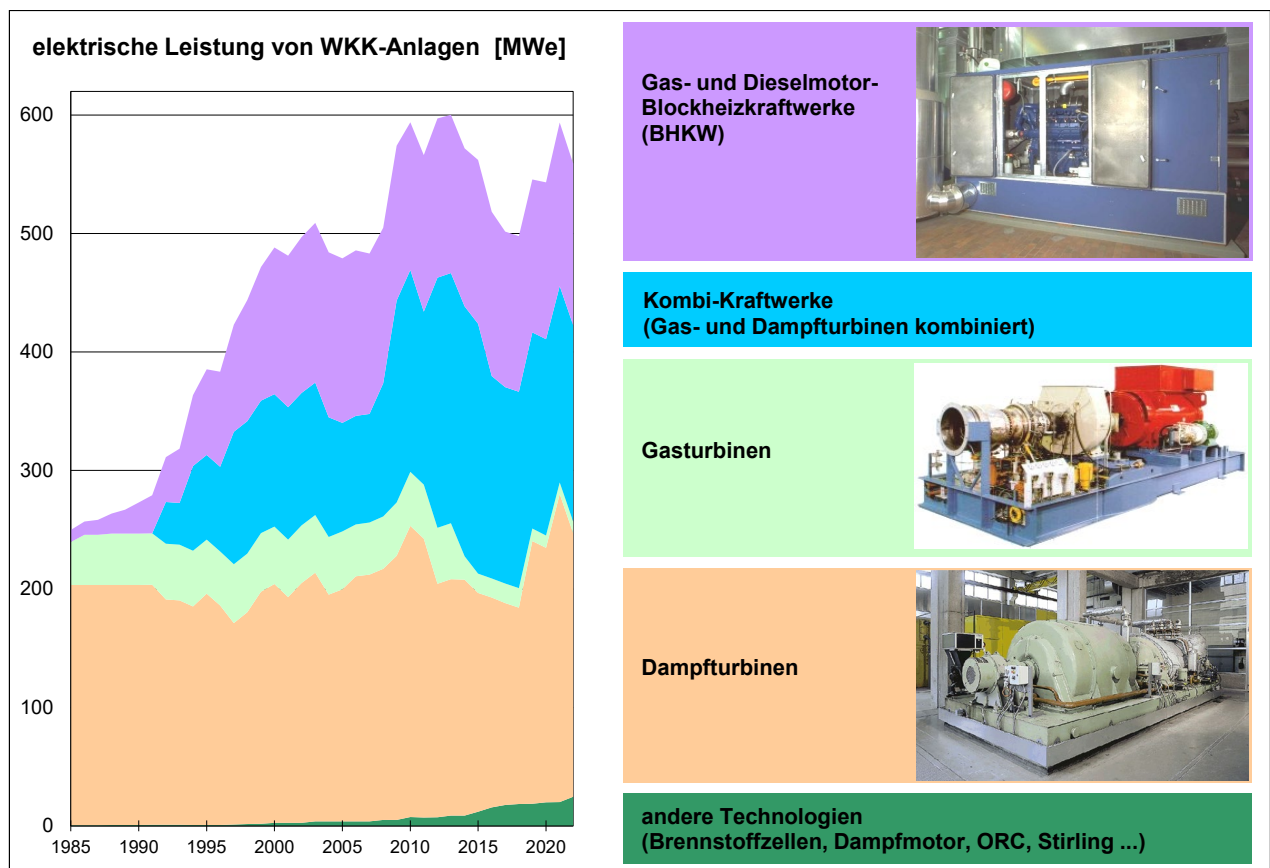 elektrische Leistung von WKK-Anlagen [MWe]
600
500
400
300
200
100
0
1985 1990 1995 2000 2005 2010 2015 2020
Gas- und Dieselmotor-
Blockheizkraftwerke
(BHKW)
Kombi-Kraftwerke
(Gas- und Dampfturbinen kombiniert)
Gasturbinen
Dampfturbinen
andere Technologien
(Brennstoffzellen, Dampfmotor, ORC, Stirling ...)